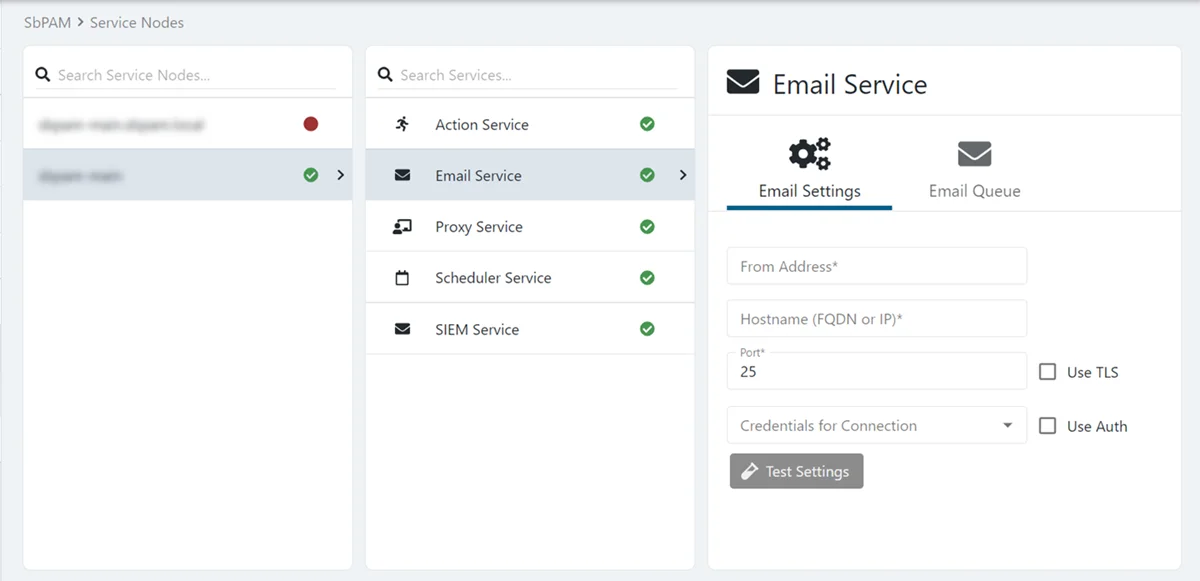 SbPAM > Service Nodes
Search Service Nodes...
Search Services...
Action Service
Email Service
Proxy Service
Scheduler Service
SIEM Service
Email Service
Email Settings
Email Queue
From Address*
Hostname (FQDN or IP)*
Port*
25
Use TLS
Credentials for Connection
Use Auth
Test Settings